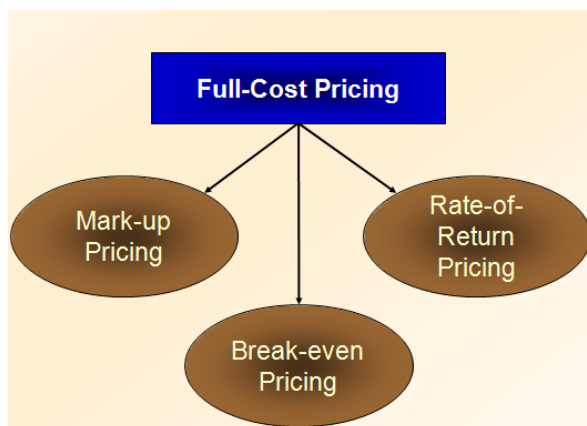 Full-Cost Pricing
Mark-up
Pricing
Rate-of-
Return
Pricing
Break-even
Pricing